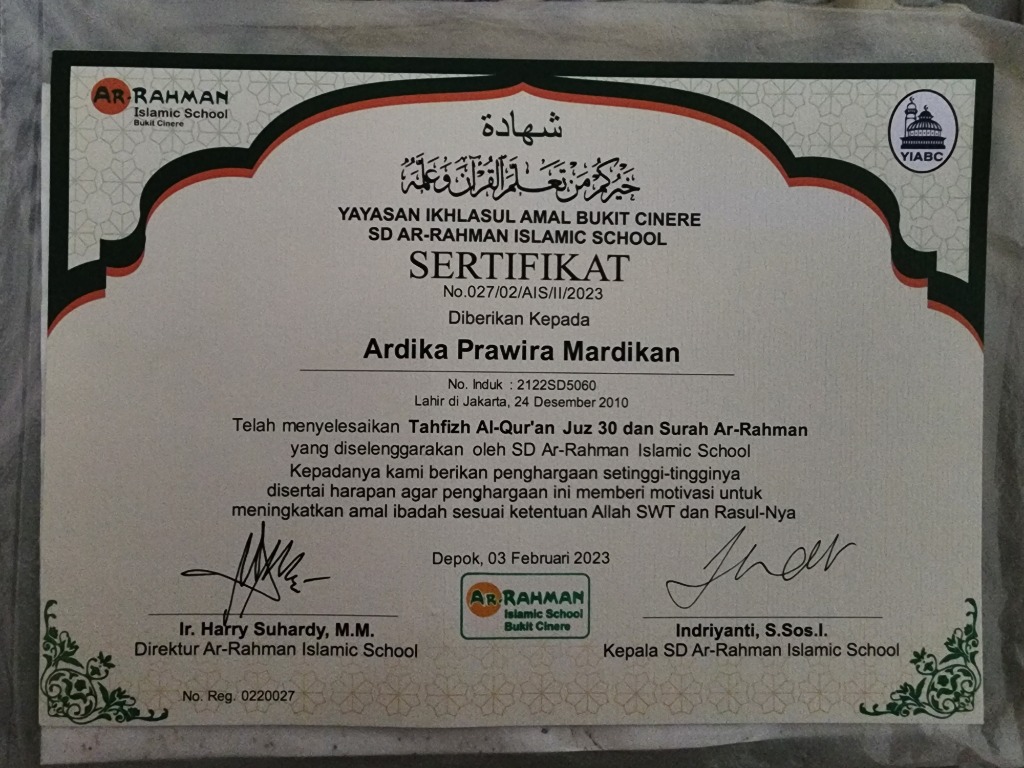 AR-RAHMAN
Islamic School
Bukit Cinere
YIABC
شهادة
خَيْرُكُمْ مَنْ تَعَلَّمَ الْقُرْآنَ وَعَلَّمَهُ
YAYASAN IKHLASUL AMAL BUKIT CINERE
SD AR-RAHMAN ISLAMIC SCHOOL
SERTIFIKAT
No.027/02/AIS/II/2023
Diberikan Kepada
Ardika Prawira Mardikan
No. Induk : 2122SD5060
Lahir di Jakarta, 24 Desember 2010
Telah menyelesaikan Tahfizh Al-Qur'an Juz 30 dan Surah Ar-Rahman
yang diselenggarakan oleh SD Ar-Rahman Islamic School
Kepadanya kami berikan penghargaan setinggi-tingginya
disertai harapan agar penghargaan ini memberi motivasi untuk
meningkatkan amal ibadah sesuai ketentuan Allah SWT dan Rasul-Nya
Depok, 03 Februari 2023
AR-RAHMAN
Islamic School
Bukit Cinere
Ir. Harry Suhardy, M.M.
Direktur Ar-Rahman Islamic School
Indriyanti, S.Sos.I.
Kepala SD Ar-Rahman Islamic School
No. Reg. 0220027